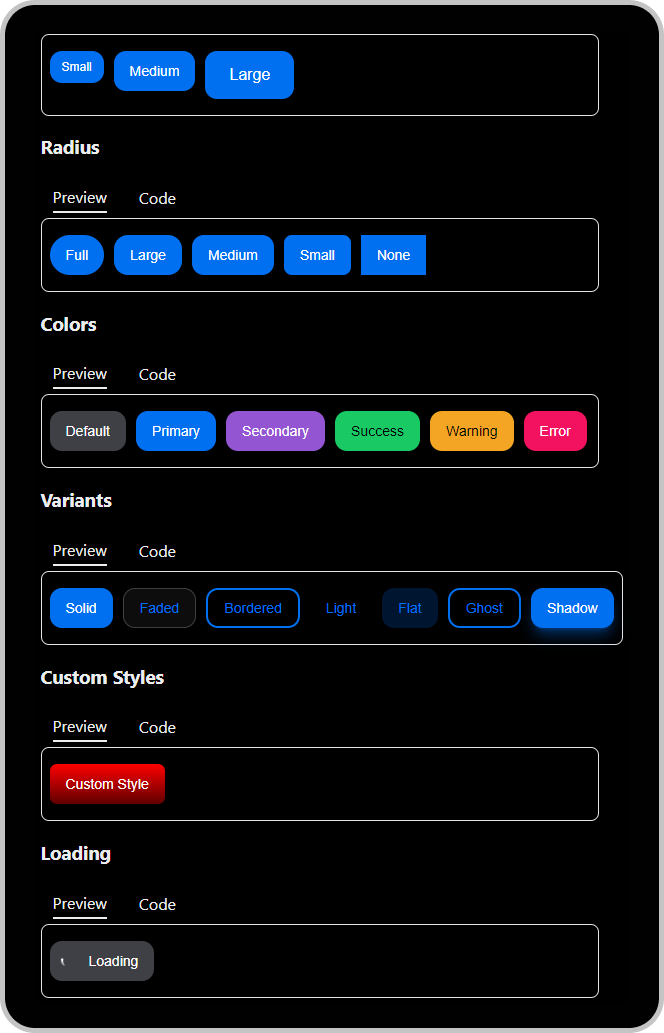 Small Medium Large
Radius
Preview Code
Full Large Medium Small None
Colors
Preview Code
Default Primary Secondary Success Warning Error
Variants
Preview Code
Solid Faded Bordered Light Flat Ghost Shadow
Custom Styles
Preview Code
Custom Style
Loading
Preview Code
Loading